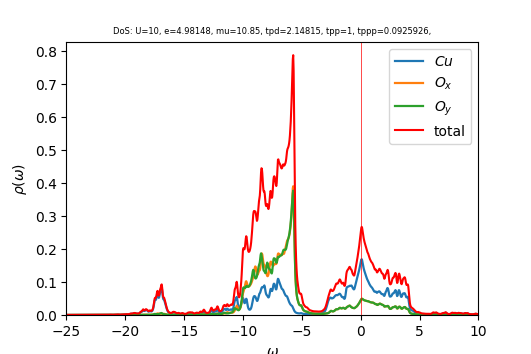 DoS: U=10, e=4.98148, mu=10.85, tpd=2.14815, tpp=1, tppp=0.0925926,
ρ(ω)
0.8
0.7
0.6
0.5
0.4
0.3
0.2
0.1
0.0
Cu
O_x
O_y
total
−25 −20 −15 −10 −5 0 5 10
ω